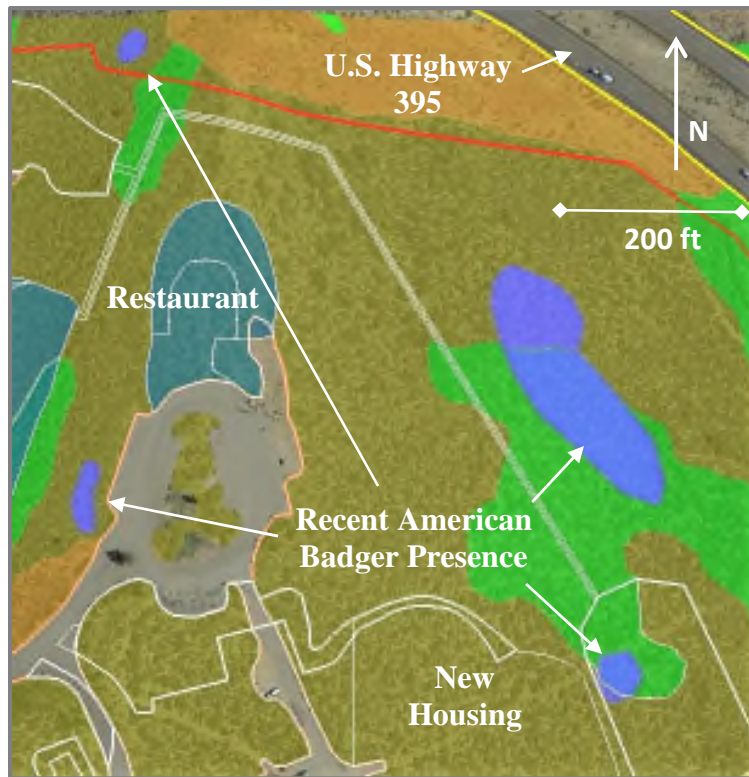 U.S. Highway
395
N
200 ft
Restaurant
Recent American
Badger Presence
New
Housing